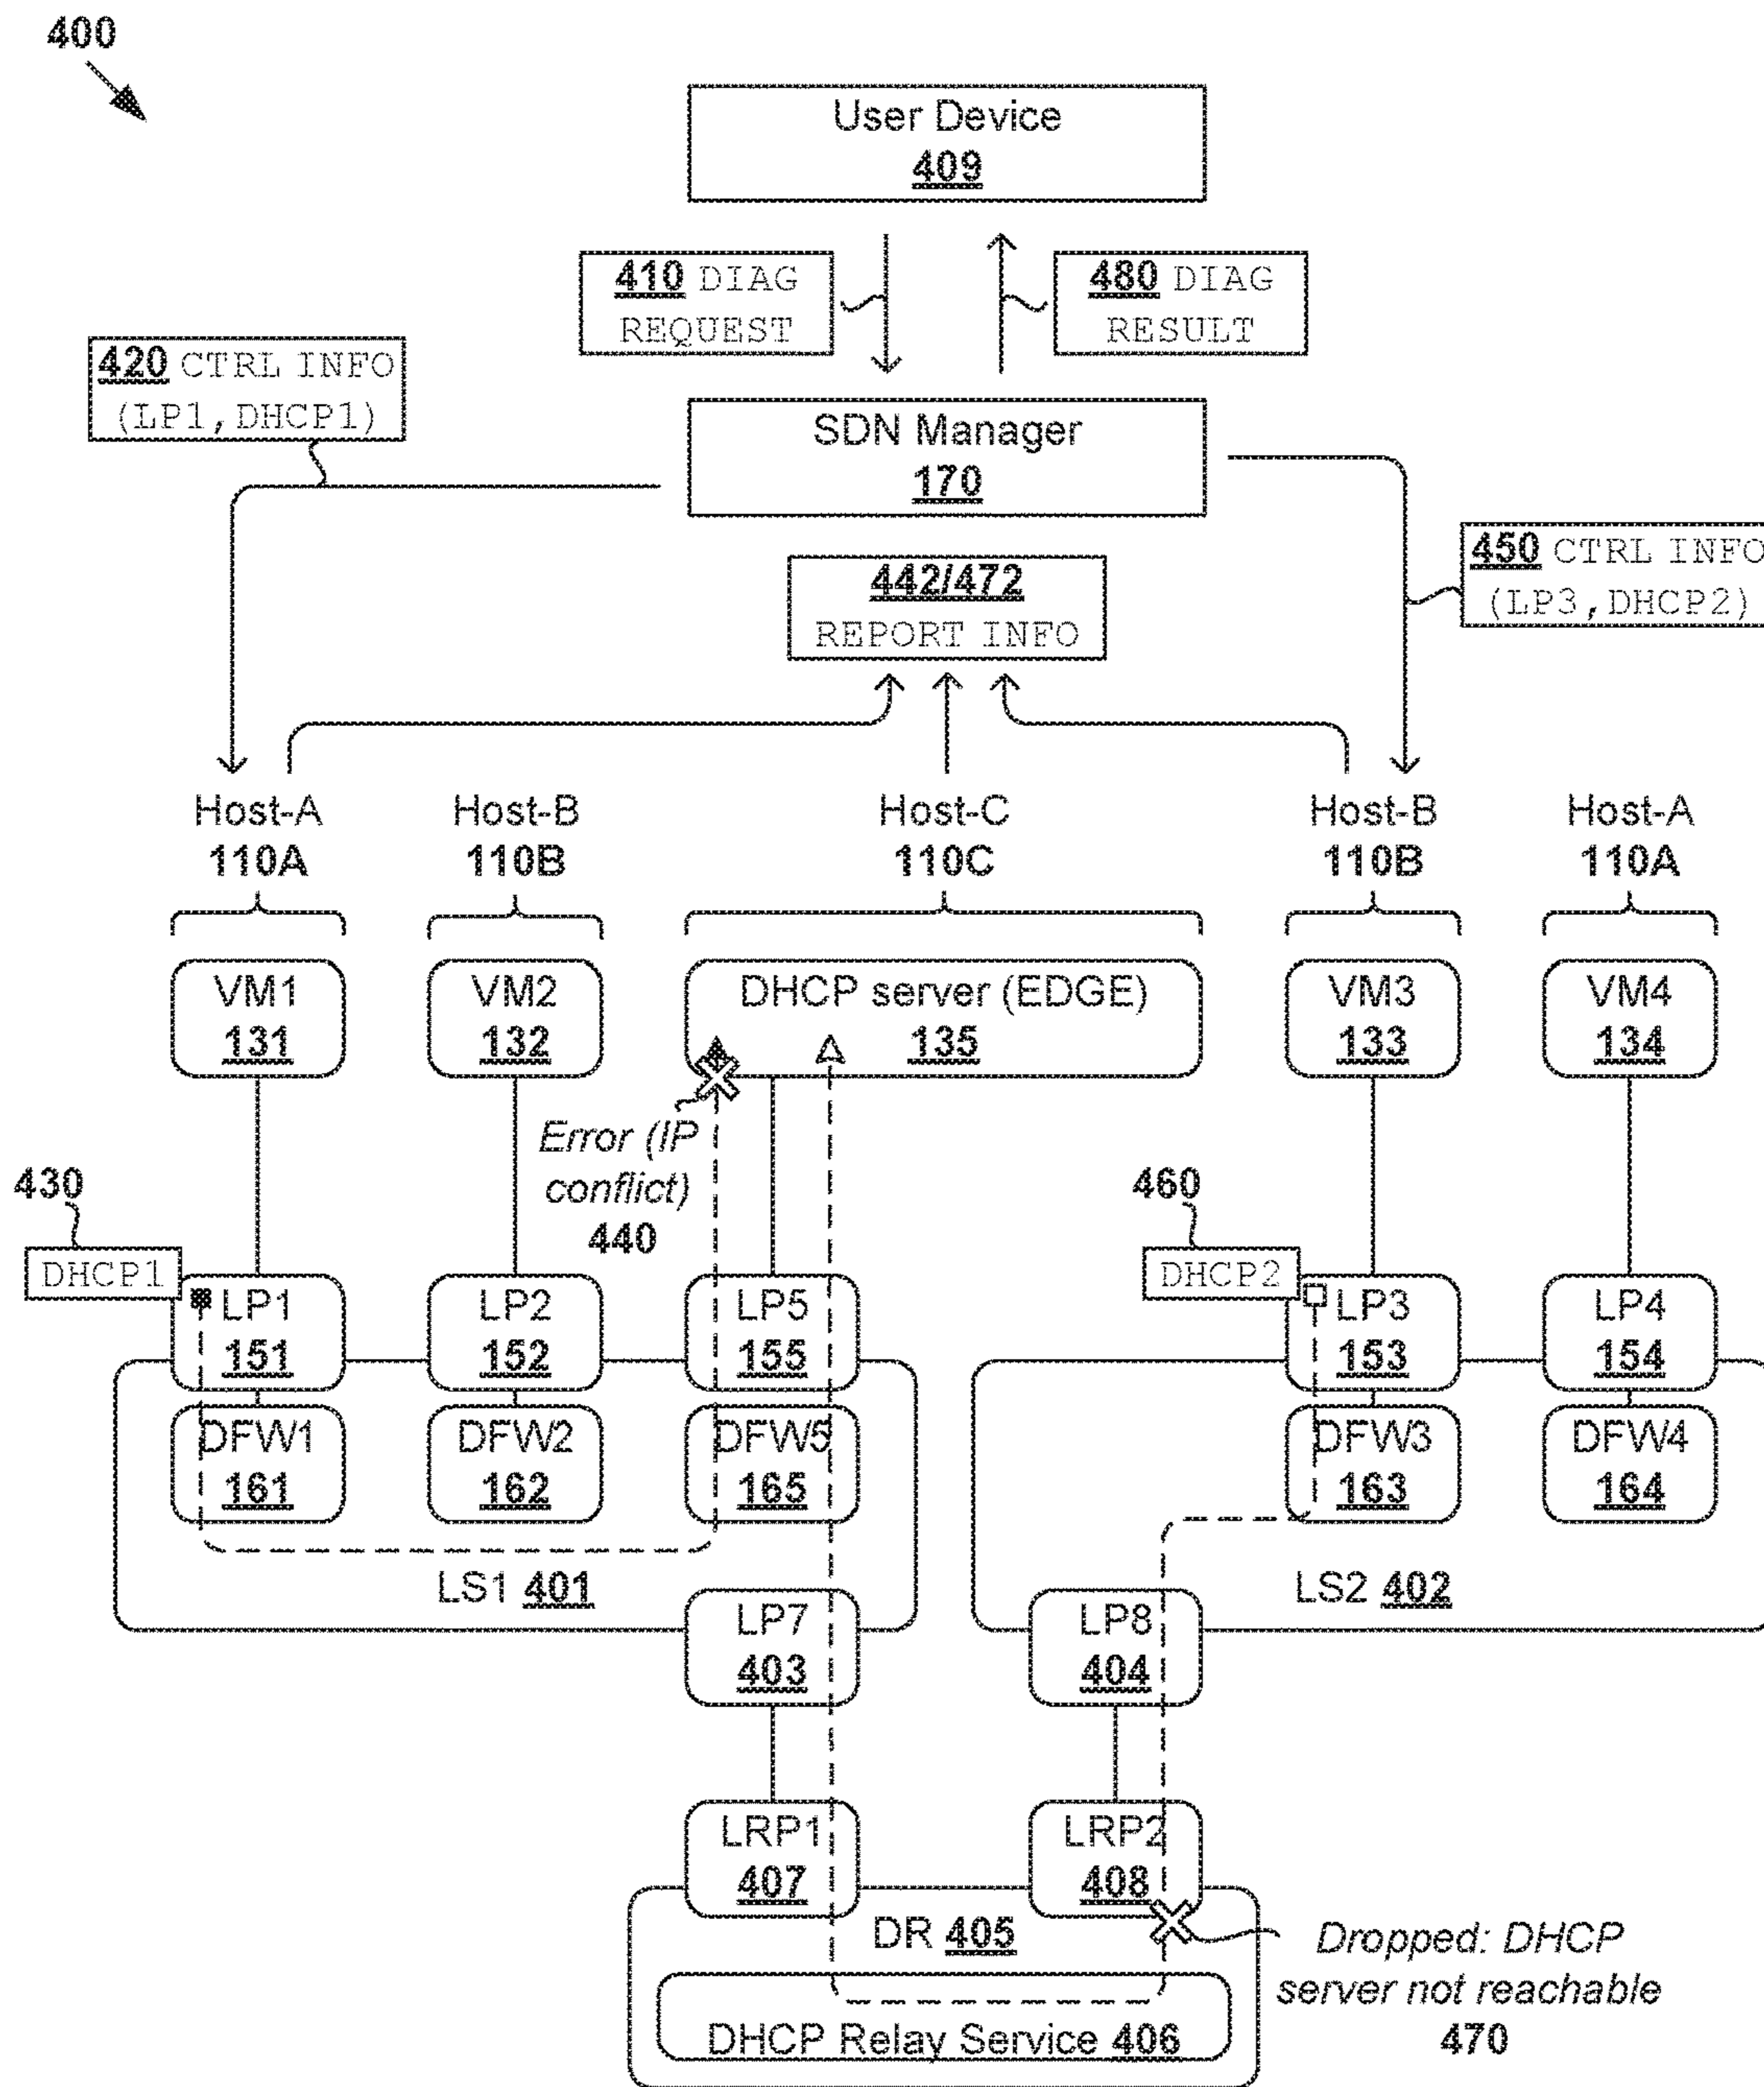 400
User Device
409
410 DIAG
REQUEST
480 DIAG
RESULT
420 CTRL INFO
(LP1,DHCP1)
SDN Manager
170
450 CTRL INFO
(LP3,DHCP2)
442/472
REPORT INFO
Host-A
110A
Host-B
110B
Host-C
110C
Host-B
110B
Host-A
110A
VM1
131
VM2
132
DHCP server (EDGE)
135
VM3
133
VM4
134
Error (IP
conflict)
440
430
DHCP1
460
DHCP2
LP1
151
LP2
152
LP5
155
LP3
153
LP4
154
DFW1
161
DFW2
162
DFW5
165
DFW3
163
DFW4
164
LS1 401
LS2 402
LP7
403
LP8
404
LRP1
407
LRP2
408
DR 405
Dropped: DHCP
server not reachable
470
DHCP Relay Service 406